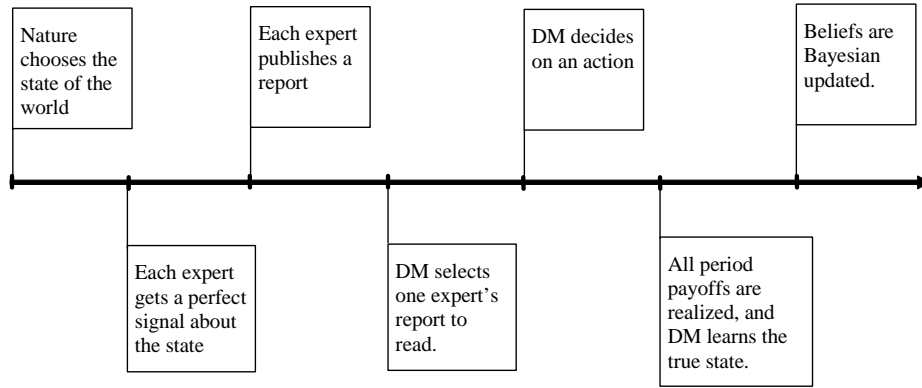 Nature
chooses the
state of the
world
Each expert
gets a perfect
signal about
the state
Each expert
publishes a
report
DM selects
one expert's
report to
read.
DM decides
on an action
All period
payoffs are
realized, and
DM learns the
true state.
Beliefs are
Bayesian
updated.